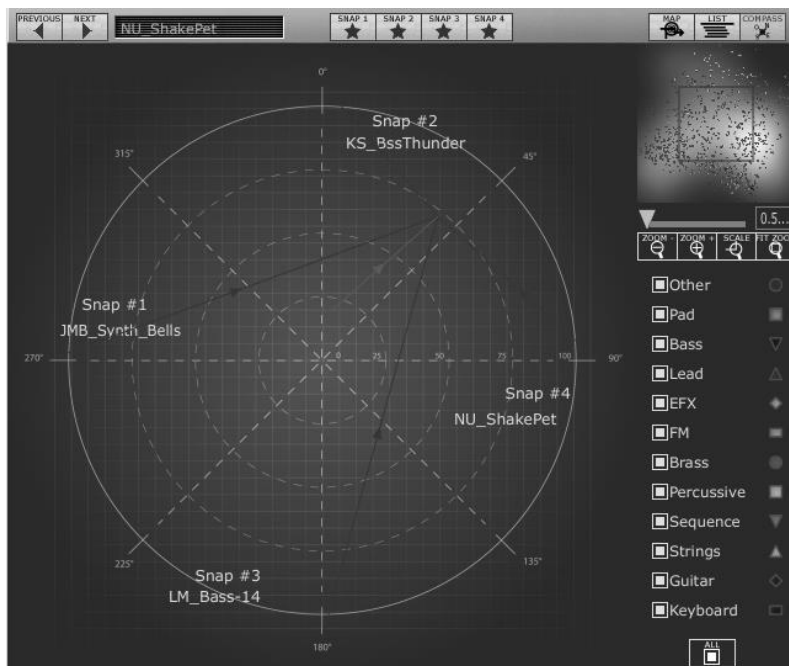 PREVIOUS NEXT NU_ShakePet SNAP 1 SNAP 2 SNAP 3 SNAP 4 MAP LIST COMPASS
0°
Snap #2
KS_BssThunder
315° 45°
0.5...
ZOOM - ZOOM + SCALE FIT ZOO
Other
Snap #1
Pad
JMB_Synth_Bells
Bass
270° 0 25 50 75 100 90°
Lead
Snap #4
EFX
NU_ShakePet
FM
Brass
Percussive
Sequence
225° 135°
Strings
Snap #3
Guitar
LM_Bass-14
Keyboard
180°
ALL